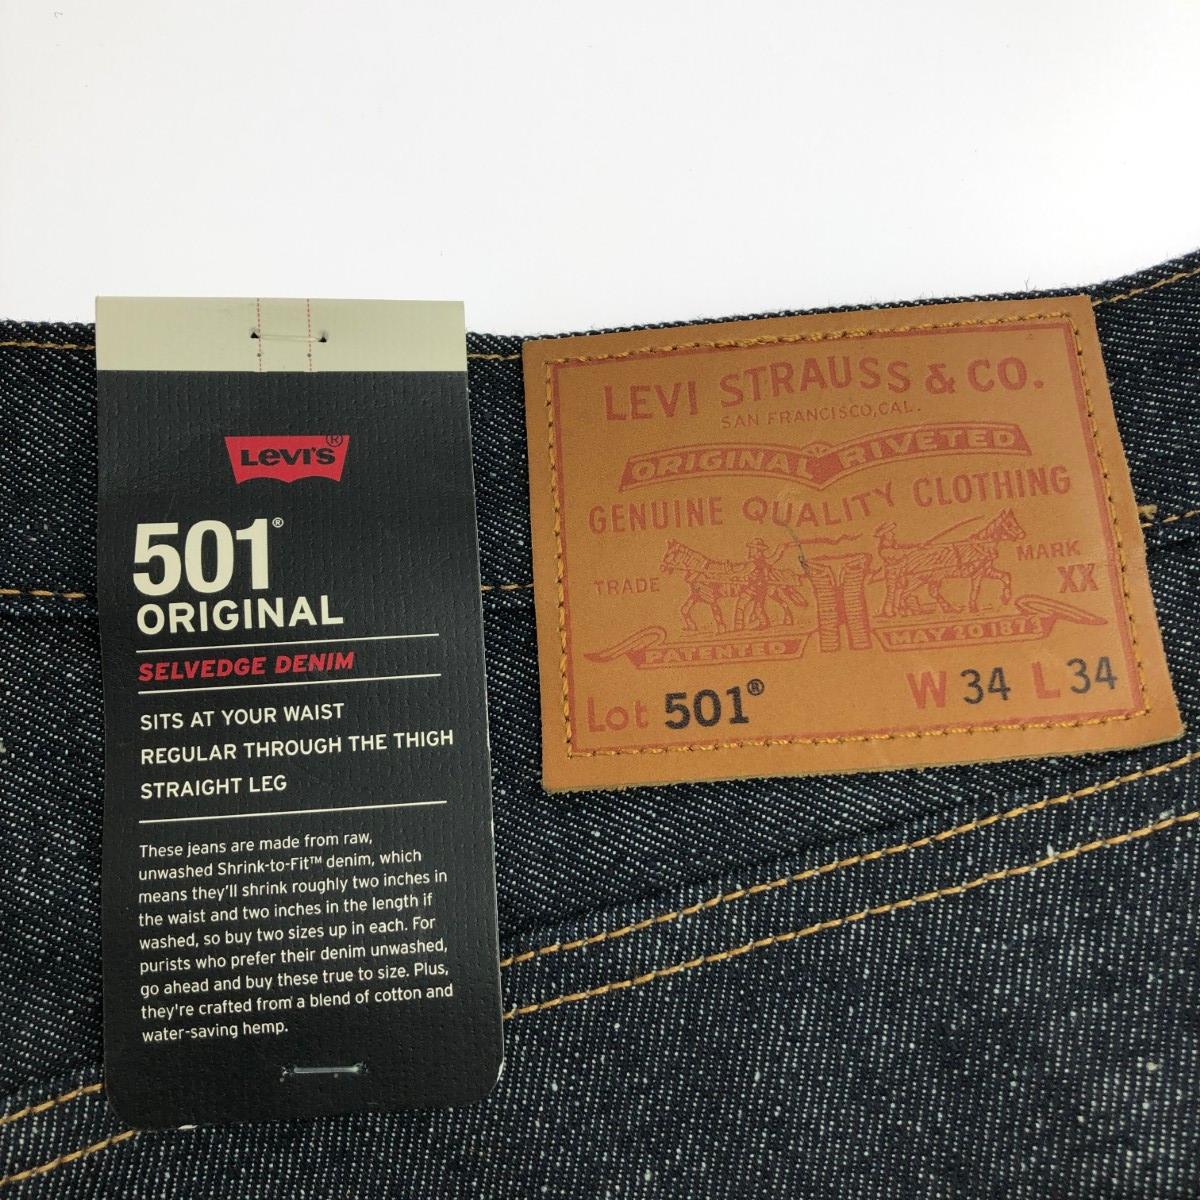 Levi's®
501®
ORIGINAL
SELVEDGE DENIM
SITS AT YOUR WAIST
REGULAR THROUGH THE THIGH
STRAIGHT LEG
These jeans are made from raw,
unwashed Shrink-to-Fit™ denim, which
means they'll shrink roughly two inches in
the waist and two inches in the length if
washed, so buy two sizes up in each. For
purists who prefer their denim unwashed,
go ahead and buy these true to size. Plus,
they're crafted from a blend of cotton and
water-saving hemp.
LEVI STRAUSS & CO.
SAN FRANCISCO, CAL.
ORIGINAL RIVETED
GENUINE QUALITY CLOTHING
TRADE MARK
XX
PATENTED MAY 20 1873
Lot 501® W 34 L 34